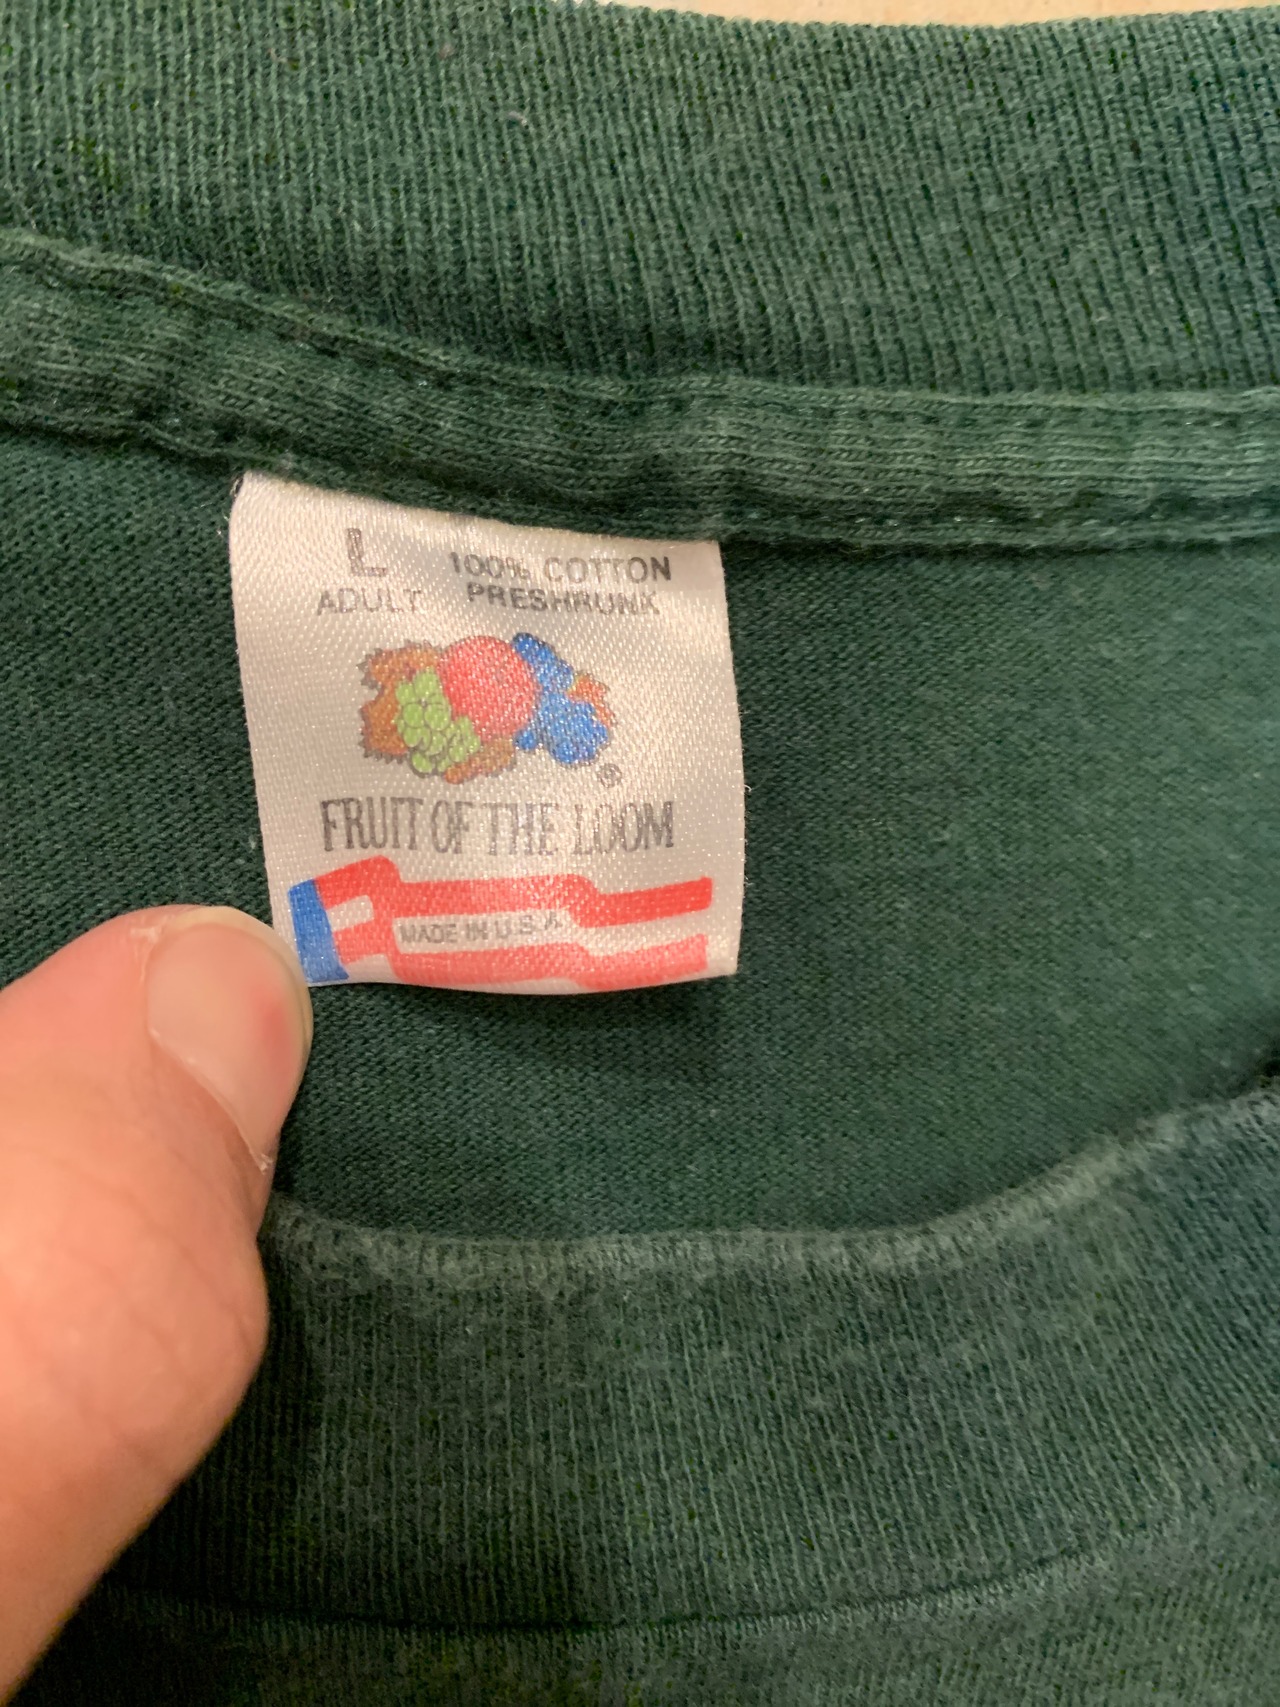 L
ADULT
100% COTTON
PRESHRUNK
®
FRUIT OF THE LOOM
MADE IN U.S.A